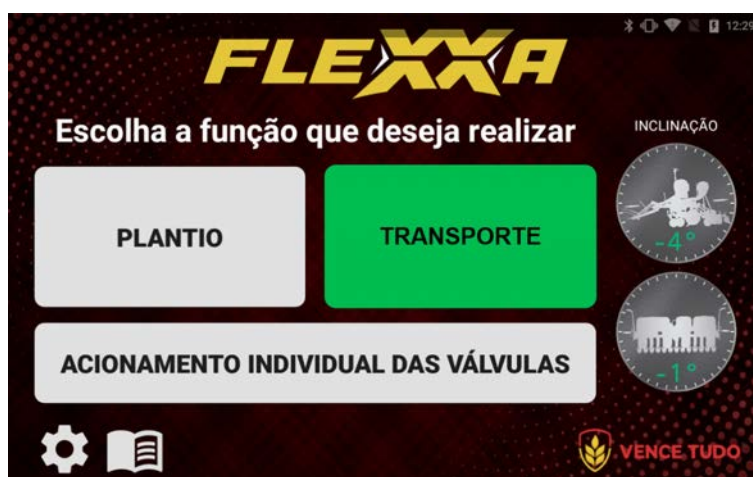 12:29
FLEXXA
Escolha a função que deseja realizar
INCLINAÇÃO
PLANTIO
TRANSPORTE
-4°
ACIONAMENTO INDIVIDUAL DAS VÁLVULAS
-1°
VENCE TUDO